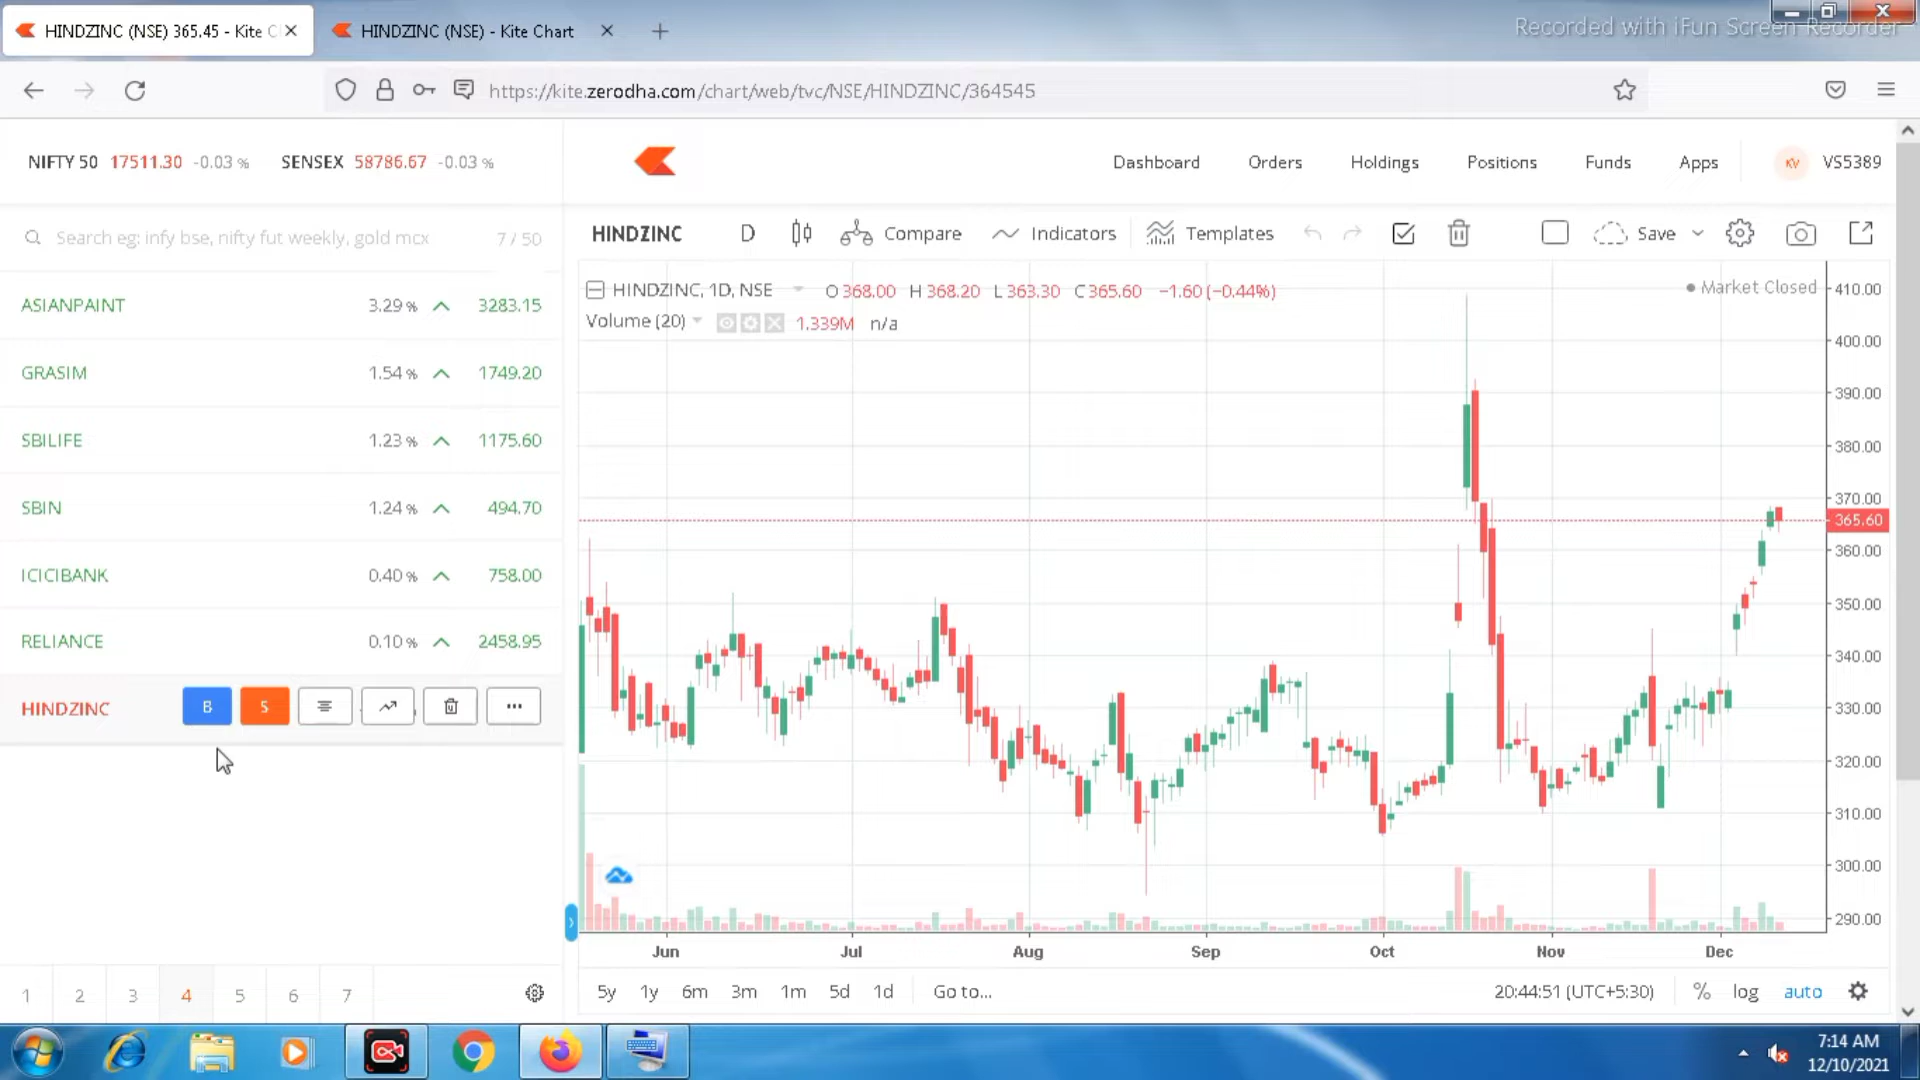 HINDZINC (NSE) 365.45 - Kite C
HINDZINC (NSE) - Kite Chart
Recorded with iFun Screen Recorder
https://kite.zerodha.com/chart/web/tvc/NSE/HINDZINC/364545
NIFTY 50 17511.30 -0.03 % SENSEX 58786.67 -0.03 %
Dashboard Orders Holdings Positions Funds Apps KV VS5389
Search eg: infy bse, nifty fut weekly, gold mcx 7 / 50
HINDZINC D Compare Indicators Templates Save
ASIANPAINT 3.29 % 3283.15
GRASIM 1.54 % 1749.20
SBILIFE 1.23 % 1175.60
SBIN 1.24 % 494.70
ICICIBANK 0.40 % 758.00
RELIANCE 0.10 % 2458.95
HINDZINC B S ...
1 2 3 4 5 6 7
HINDZINC, 1D, NSE O 368.00 H 368.20 L 363.30 C 365.60 −1.60 (−0.44%)
Market Closed
Volume (20) 1.339M n/a
410.00
400.00
390.00
380.00
370.00
365.60
360.00
350.00
340.00
330.00
320.00
310.00
300.00
290.00
Jun Jul Aug Sep Oct Nov Dec
5y 1y 6m 3m 1m 5d 1d Go to... 20:44:51 (UTC+5:30) % log auto
7:14 AM
12/10/2021